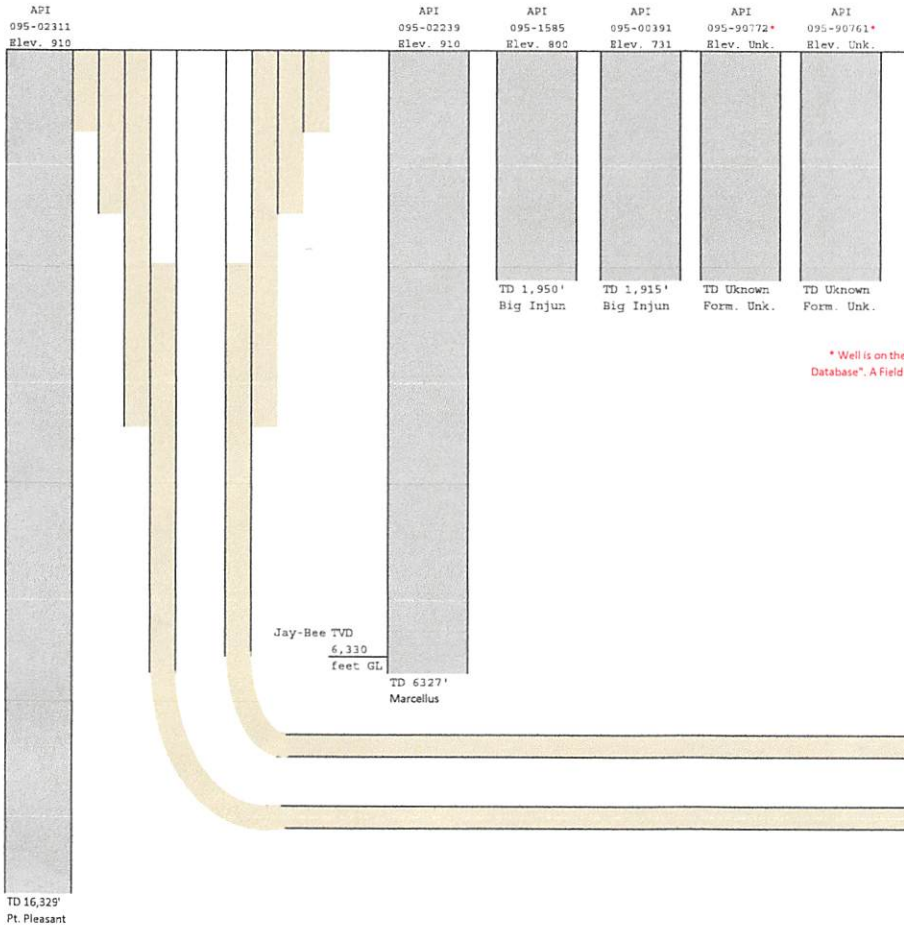 API
095-02311
Elev. 910
API
095-02239
Elev. 910
API
095-1585
Elev. 800
API
095-00391
Elev. 731
API
095-90772*
Elev. Unk.
API
095-90761*
Elev. Unk.
TD 1,950'
Big Injun
TD 1,915'
Big Injun
TD Uknown
Form. Unk.
TD Uknown
Form. Unk.
* Well is on the
Database". A Field
Jay-Bee TVD
6,330
feet GL
TD 6327'
Marcellus
TD 16,329'
Pt. Pleasant